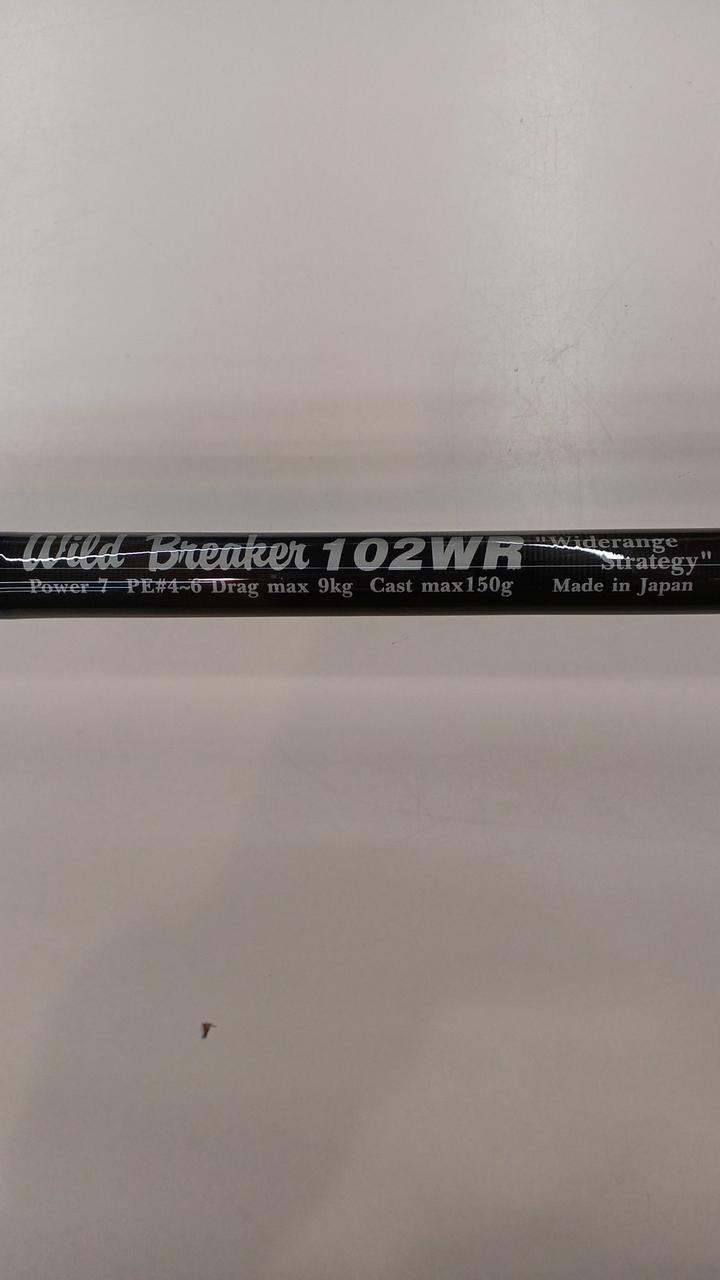 Wild Breaker 102WR "Widerange
Strategy"
Power 7 PE#4~6 Drag max 9kg Cast max150g Made in Japan